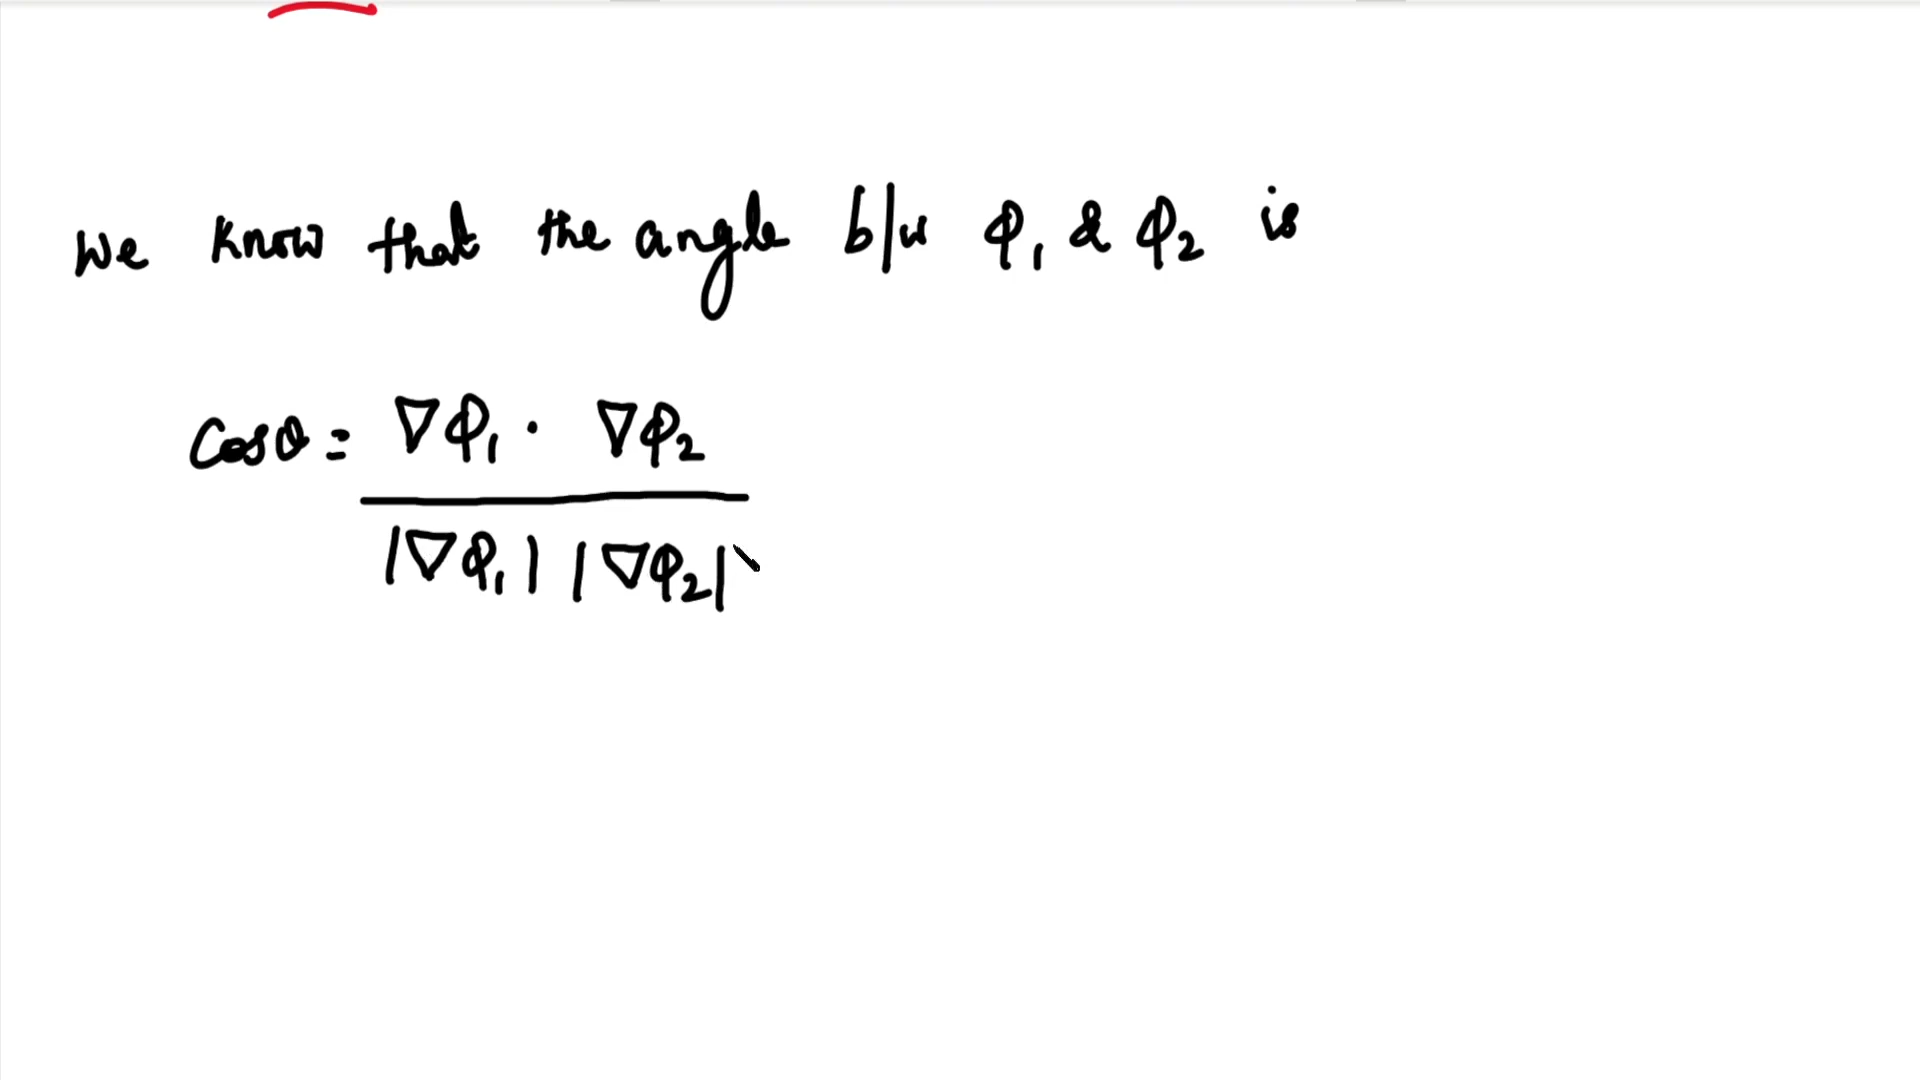 We know that the angle b/w φ₁ & φ₂ is
Cosθ = ∇φ₁ · ∇φ₂
|∇φ₁| |∇φ₂|